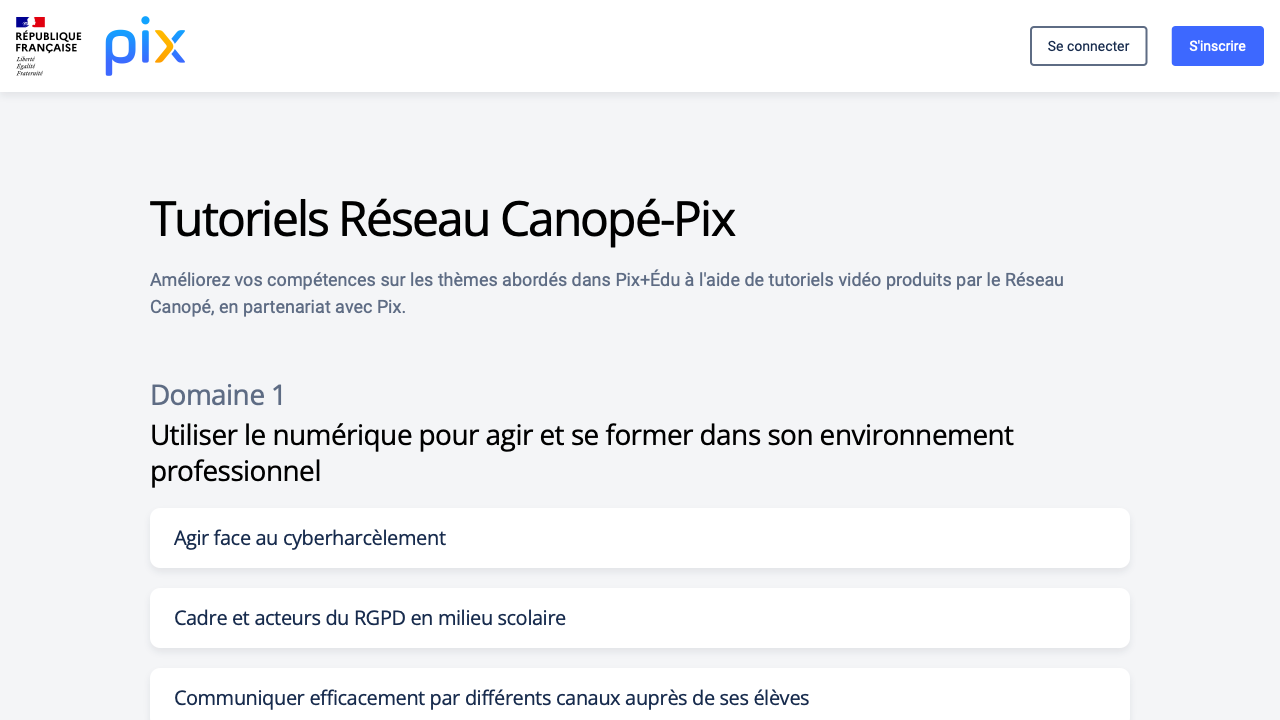 RÉPUBLIQUE
FRANÇAISE
Liberté
Égalité
Fraternité
pix
Se connecter
S'inscrire
Tutoriels Réseau Canopé-Pix
Améliorez vos compétences sur les thèmes abordés dans Pix+Édu à l'aide de tutoriels vidéo produits par le Réseau
Canopé, en partenariat avec Pix.
Domaine 1
Utiliser le numérique pour agir et se former dans son environnement
professionnel
Agir face au cyberharcèlement
Cadre et acteurs du RGPD en milieu scolaire
Communiquer efficacement par différents canaux auprès de ses élèves